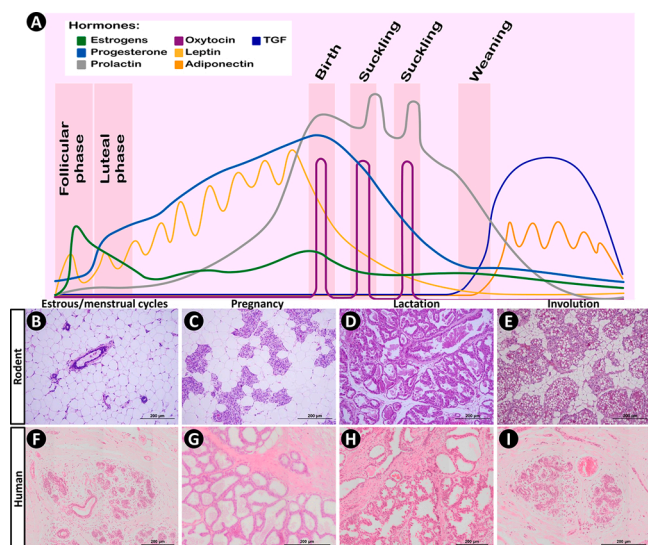 A
Hormones:
Estrogens
Oxytocin
TGF
Progesterone
Leptin
Prolactin
Adiponectin
Birth
Suckling
Suckling
Weaning
Follicular
phase
Luteal
phase
Estrous/menstrual cycles
Pregnancy
Lactation
Involution
Rodent
B
200 µm
C
200 µm
D
200 µm
E
200 µm
Human
F
200 µm
G
200 µm
H
200 µm
I
200 µm